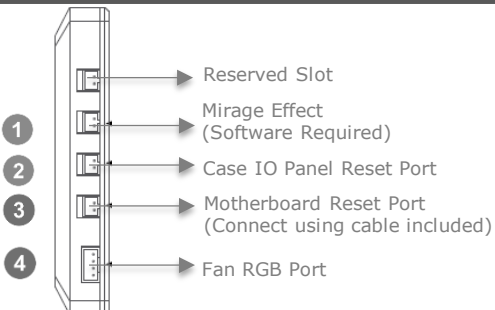 Reserved Slot
1
Mirage Effect
(Software Required)
2
Case IO Panel Reset Port
3
Motherboard Reset Port
(Connect using cable included)
4
Fan RGB Port